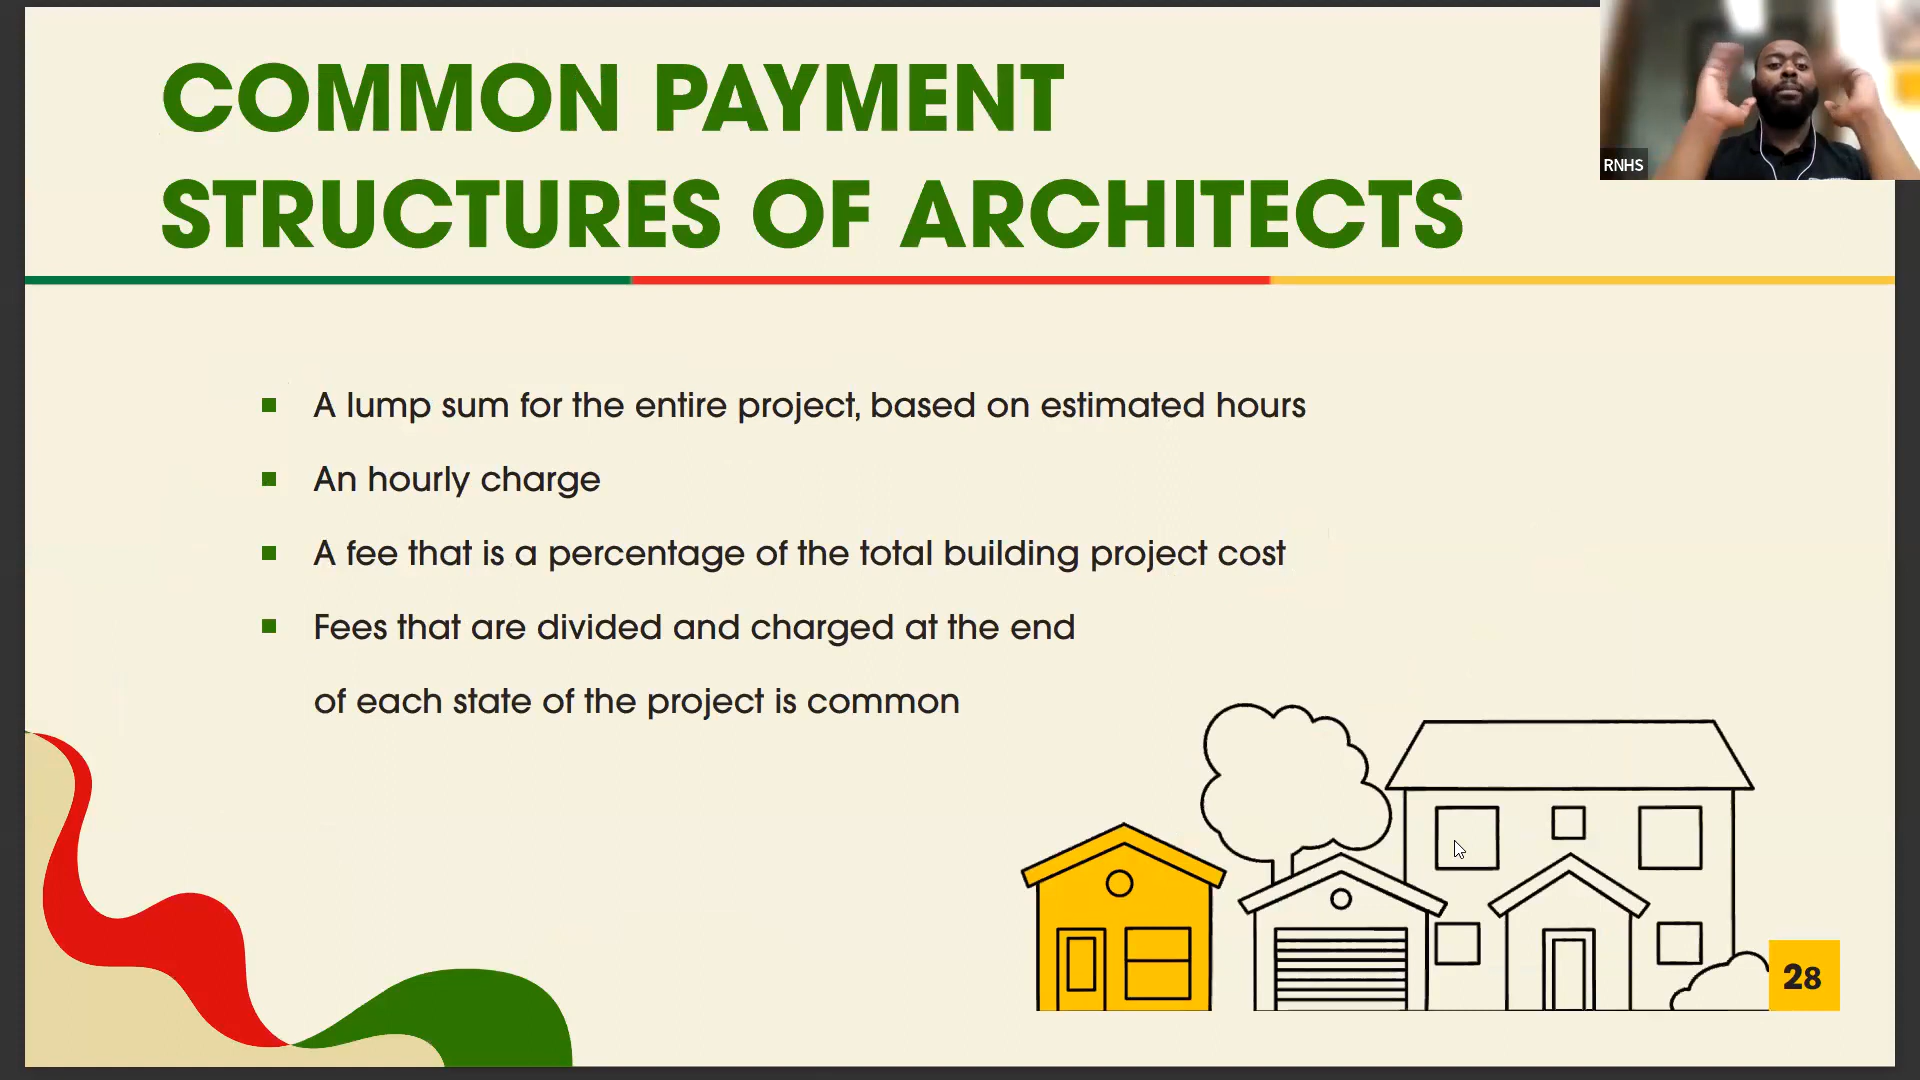 COMMON PAYMENT
STRUCTURES OF ARCHITECTS
RNHS
A lump sum for the entire project, based on estimated hours
An hourly charge
A fee that is a percentage of the total building project cost
Fees that are divided and charged at the end
of each state of the project is common
28